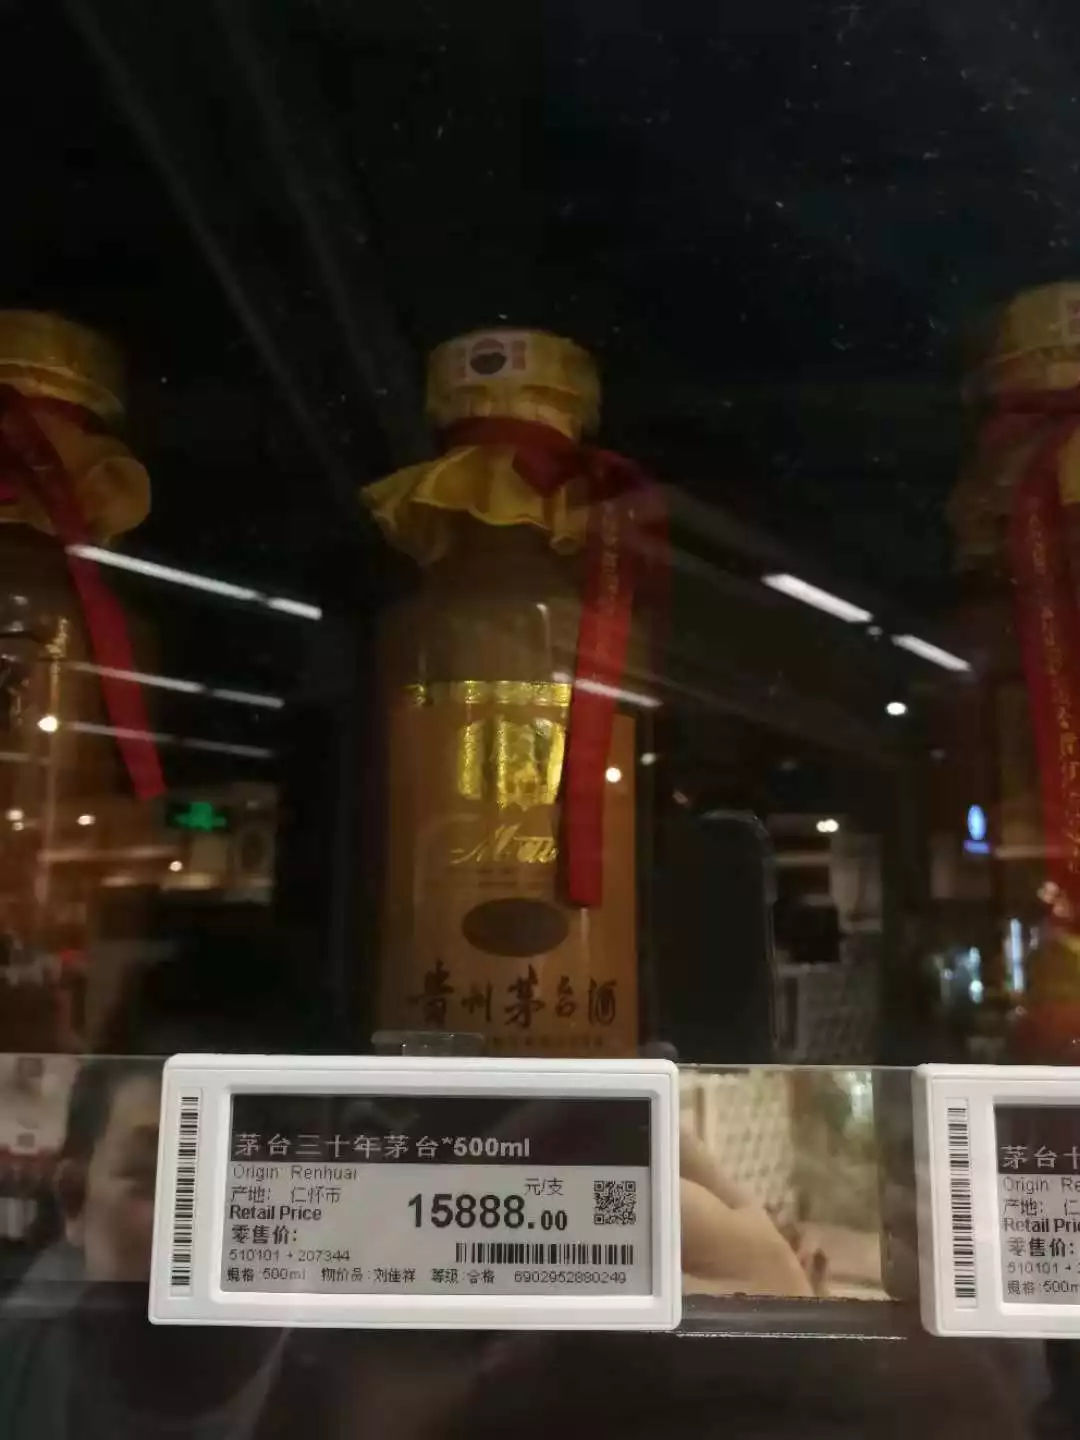 贵州茅台酒
茅台三十年茅台*500ml
Origin: Renhuai
产地: 仁怀市
元/支
Retail Price
15888.00
零售价:
510101 + 207344
规格:500ml 物价员:刘佳祥 等级:合格 6902952880249
茅台十
Origin: Re
产地: 仁
Retail Pri
零售价:
510101 +
规格:500m